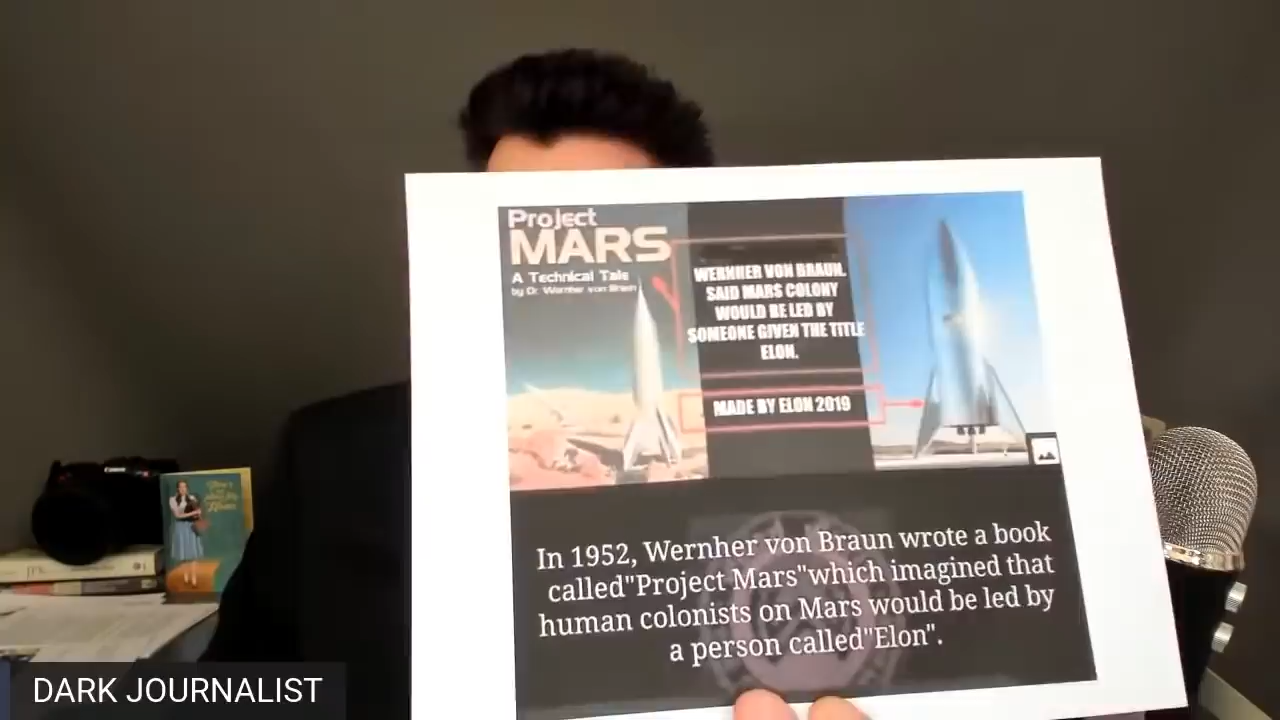 Project
MARS
A Technical Tale
by Dr. Wernher von Braun
WERNHER VON BRAUN.
SAID MARS COLONY
WOULD BE LED BY
SOMEONE GIVEN THE TITLE
ELON.
MADE BY ELON 2019
In 1952, Wernher von Braun wrote a book
called"Project Mars"which imagined that
human colonists on Mars would be led by
a person called"Elon".
Canon
JFK
DARK JOURNALIST